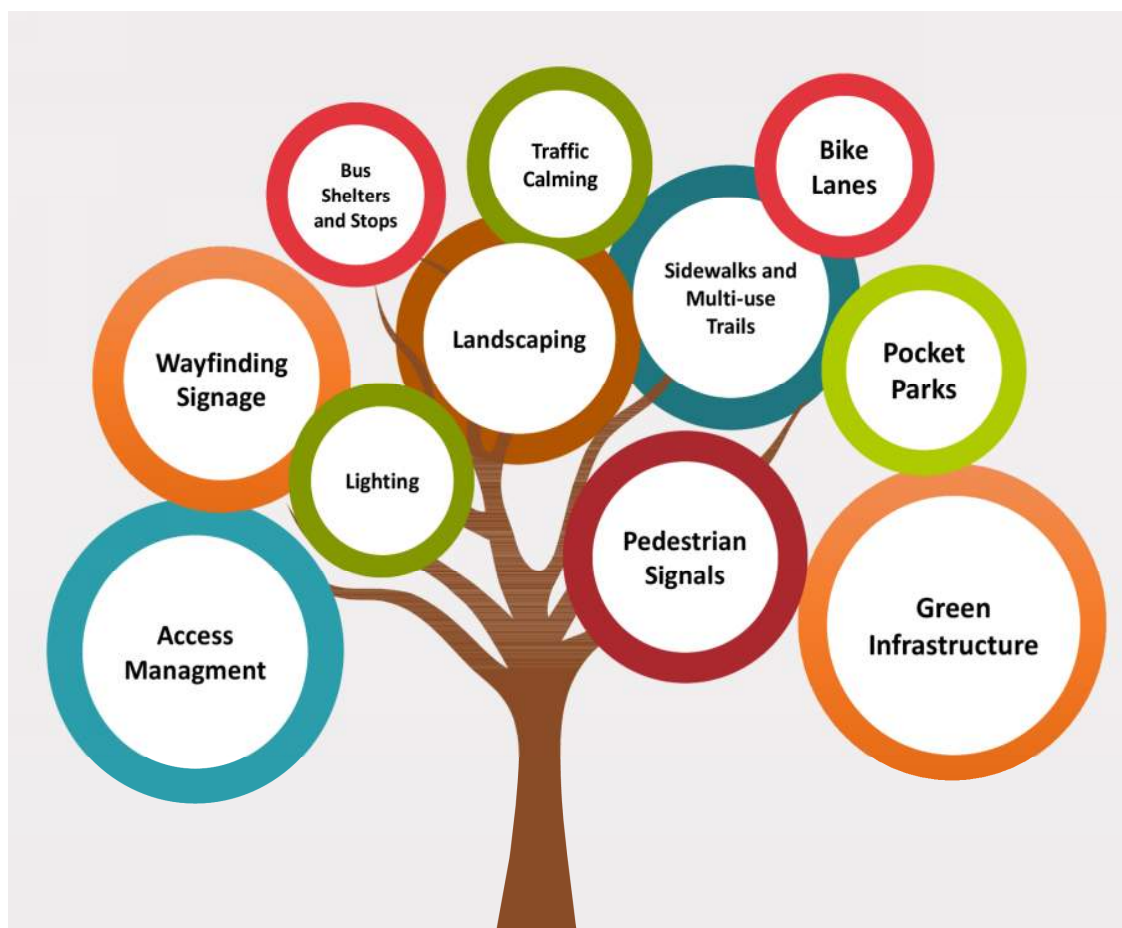 Bus
Shelters
and Stops
Traffic
Calming
Bike
Lanes
Wayfinding
Signage
Landscaping
Sidewalks and
Multi-use
Trails
Pocket
Parks
Lighting
Pedestrian
Signals
Access
Managment
Green
Infrastructure